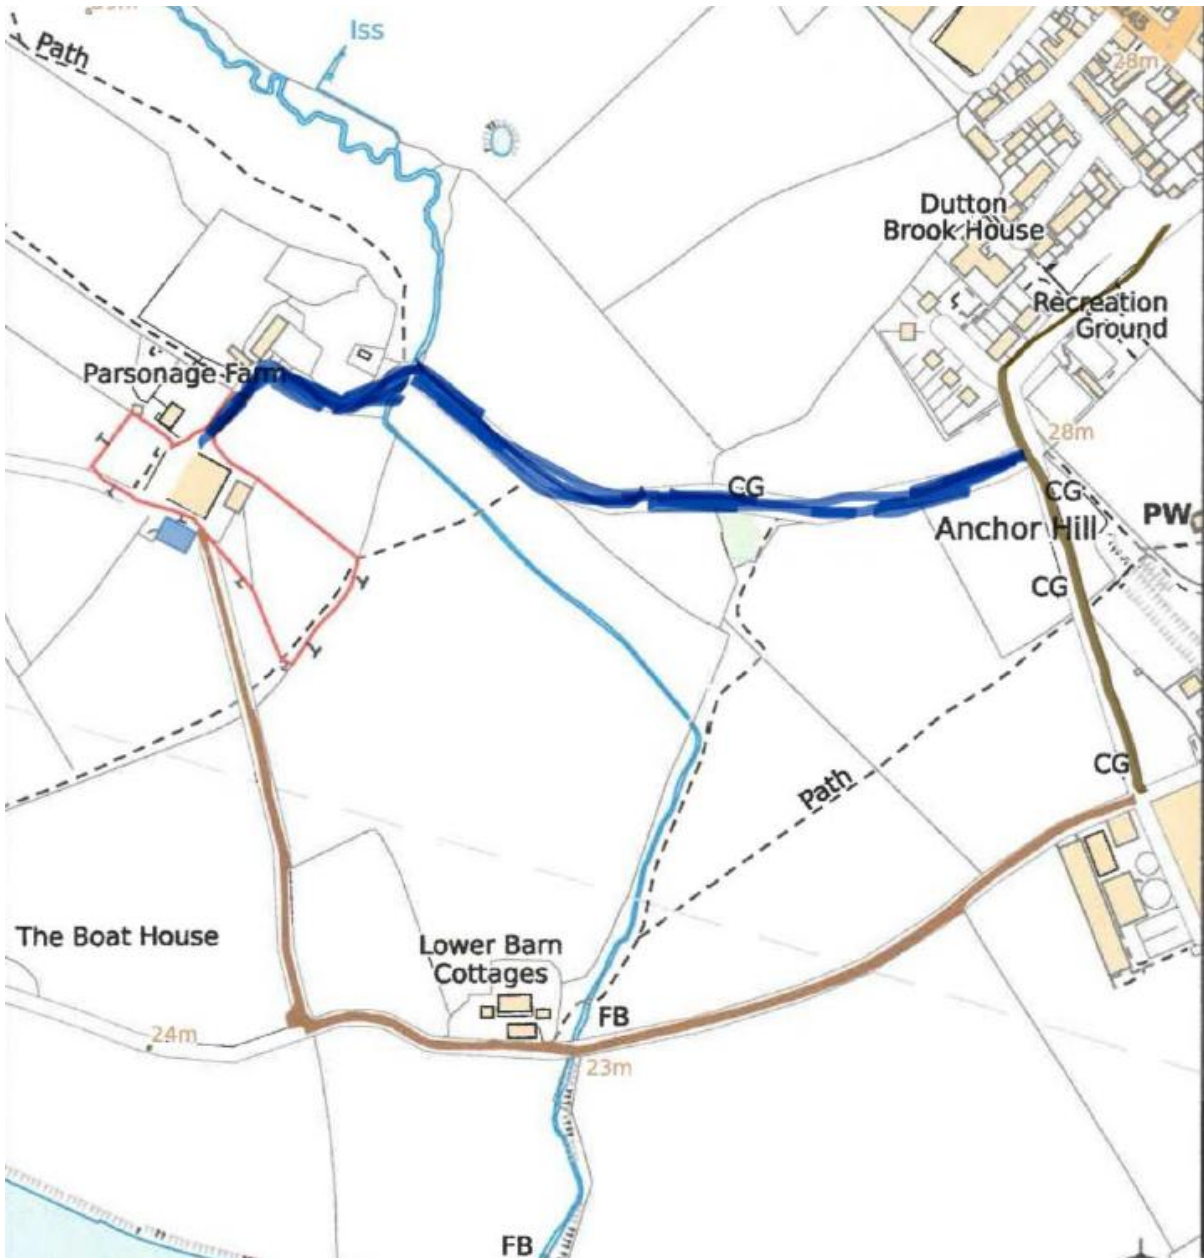 Iss
Path
28m
Dutton
Brook House
Recreation
Ground
Parsonage Farm
28m
CG
CG
Anchor Hill
PW
CG
CG
Path
The Boat House
Lower Barn
Cottages
FB
24m
23m
FB